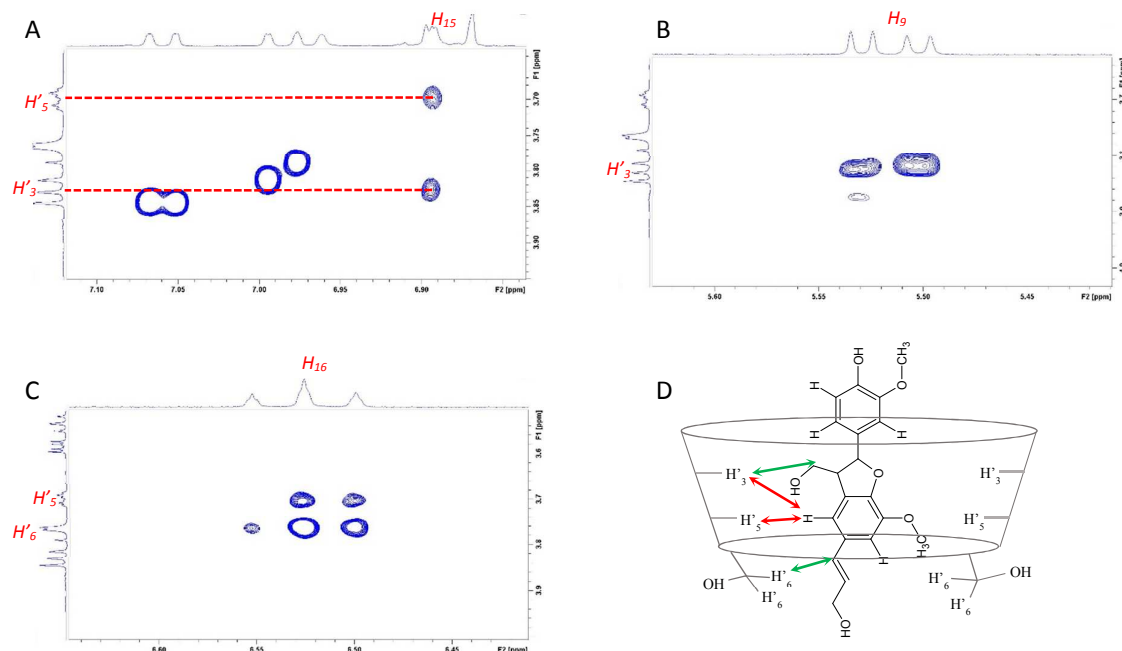 A
H15
H'5
H'3
3.70
3.75
3.80
3.85
3.90
F1 [ppm]
7.10
7.05
7.00
6.95
6.90
F2 [ppm]
B
H9
H'3
F1 [ppm]
5.60
5.55
5.50
5.45
F2 [ppm]
C
H16
H'5
H'6
F1 [ppm]
3.6
3.7
3.8
3.9
6.60
6.55
6.50
6.45
F2 [ppm]
D
OH
CH3
O
H
H
H
H'3
HO
O
H'3
H'5
H
O
CH3
H'5
H
OH
H'6
H'6
H'6
H'6
OH
HO